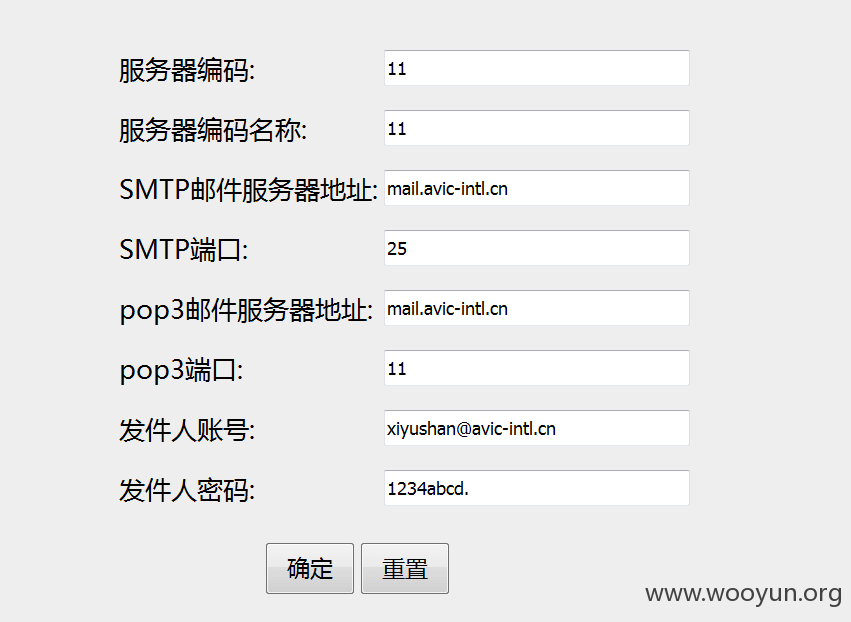 服务器编码: 11
服务器编码名称: 11
SMTP邮件服务器地址: mail.avic-intl.cn
SMTP端口: 25
pop3邮件服务器地址: mail.avic-intl.cn
pop3端口: 11
发件人账号: xiyushan@avic-intl.cn
发件人密码: 1234abcd.
确定 重置
www.wooyun.org